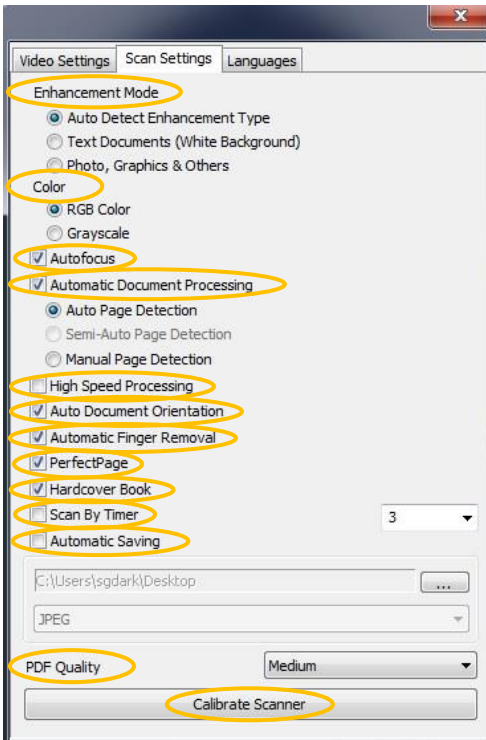 x
Video Settings Scan Settings Languages
Enhancement Mode
Auto Detect Enhancement Type
Text Documents (White Background)
Photo, Graphics & Others
Color
RGB Color
Grayscale
Autofocus
Automatic Document Processing
Auto Page Detection
Semi-Auto Page Detection
Manual Page Detection
High Speed Processing
Auto Document Orientation
Automatic Finger Removal
PerfectPage
Hardcover Book
Scan By Timer 3
Automatic Saving
C:\Users\sgdark\Desktop ...
JPEG
PDF Quality Medium
Calibrate Scanner